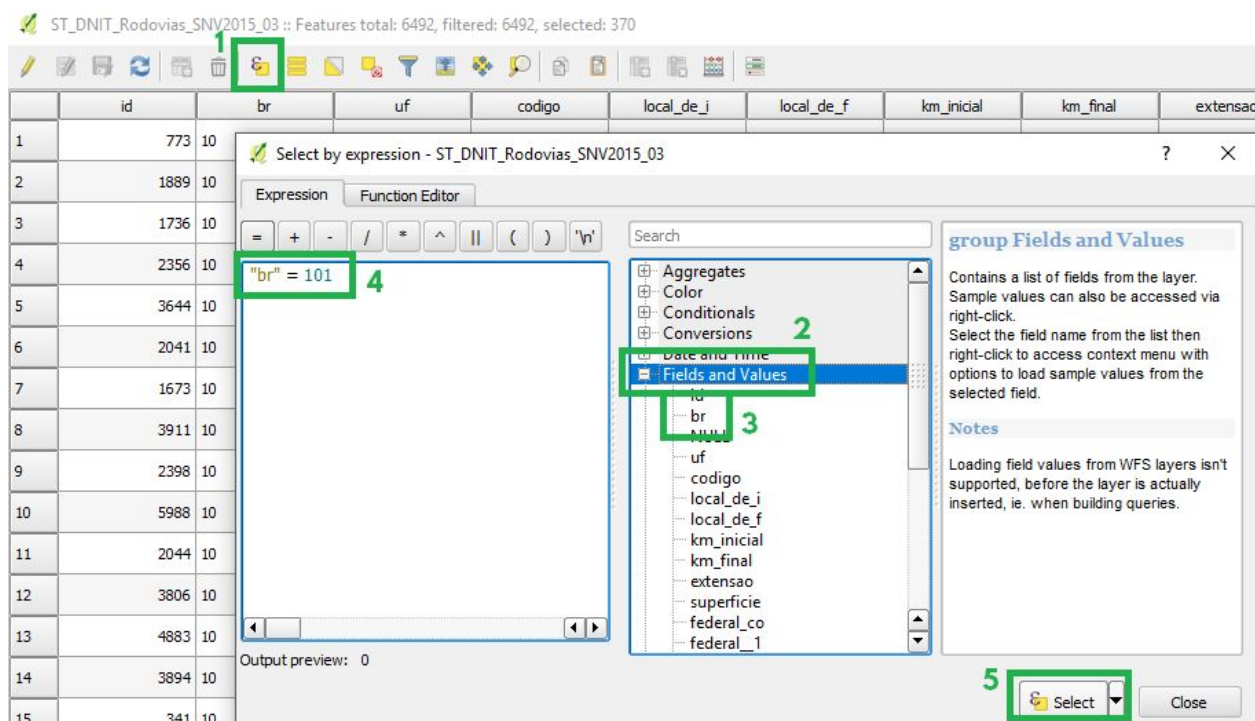 ST_DNIT_Rodovias_SNV2015_03 :: Features total: 6492, filtered: 6492, selected: 370
1
id br uf codigo local_de_i local_de_f km_inicial km_final extensao
1 773 10
2 1889 10
3 1736 10
4 2356 10
5 3644 10
6 2041 10
7 1673 10
8 3911 10
9 2398 10
10 5988 10
11 2044 10
12 3806 10
13 4883 10
14 3894 10
15 341 10
Select by expression - ST_DNIT_Rodovias_SNV2015_03 ? X
Expression Function Editor
= + - / * ^ || ( ) '\n'
"br" = 101
4
Output preview: 0
Search
Aggregates
Color
Conditionals
Conversions
2
Date and Time
Fields and Values
id
br
3
NULL
uf
codigo
local_de_i
local_de_f
km_inicial
km_final
extensao
superficie
federal_co
federal__1
group Fields and Values
Contains a list of fields from the layer.
Sample values can also be accessed via
right-click.
Select the field name from the list then
right-click to access context menu with
options to load sample values from the
selected field.
Notes
Loading field values from WFS layers isn't
supported, before the layer is actually
inserted, ie. when building queries.
5
Select Close